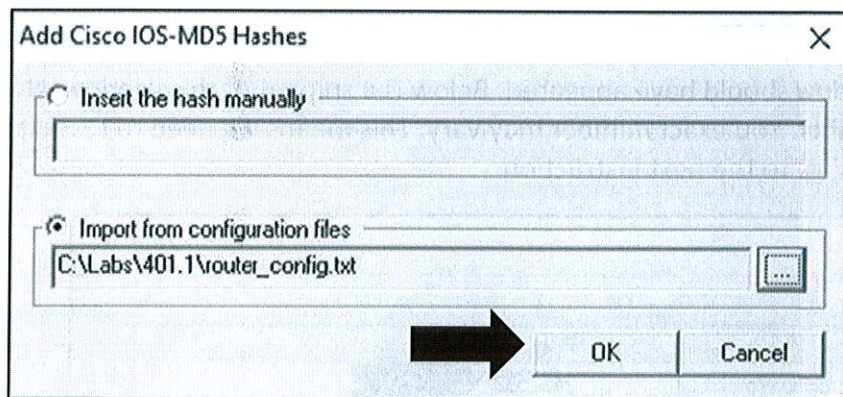 Add Cisco IOS-MD5 Hashes
Insert the hash manually
Import from configuration files
C:\Labs\401.1\router_config.txt
...
OK
Cancel